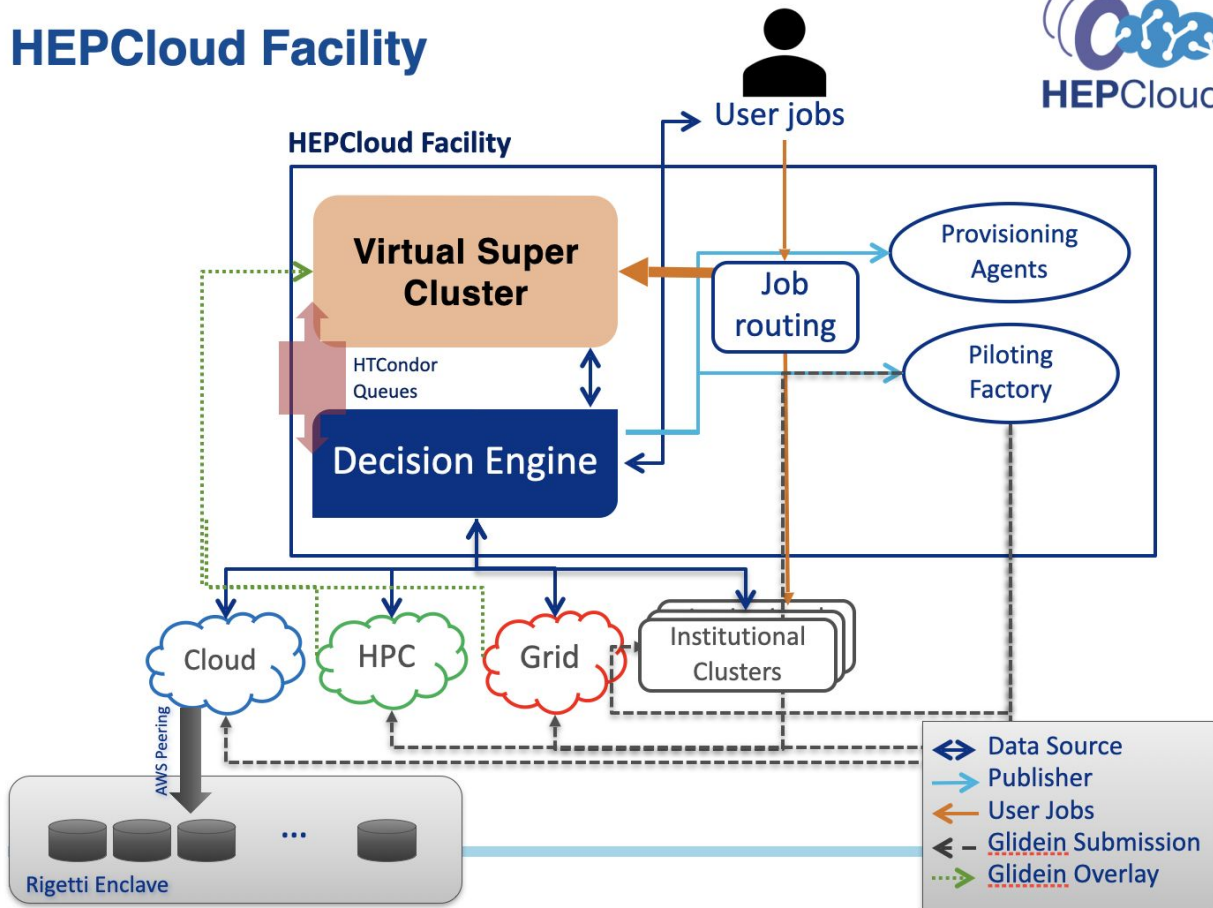 HEPCloud Facility
HEPCloud
User jobs
HEPCloud Facility
Virtual Super
Cluster
Provisioning
Agents
Job
routing
HTCondor
Queues
Piloting
Factory
Decision Engine
Cloud
HPC
Grid
Institutional
Clusters
AWS Peering
...
Rigetti Enclave
Data Source
Publisher
User Jobs
Glidein Submission
Glidein Overlay